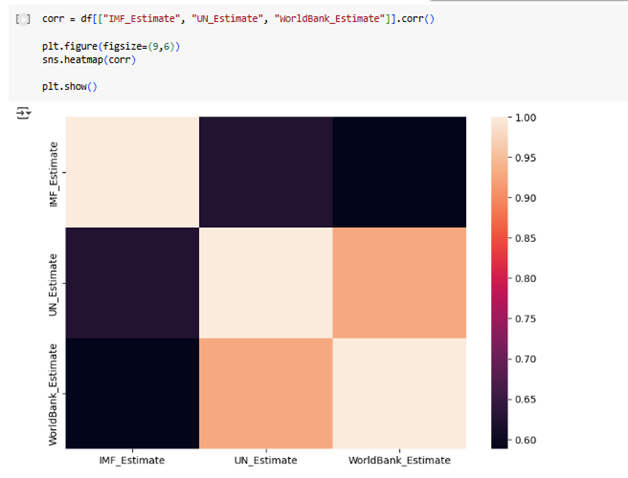 corr = df[["IMF_Estimate", "UN_Estimate", "WorldBank_Estimate"]].corr()
plt.figure(figsize=(9,6))
sns.heatmap(corr)
plt.show()
IMF_Estimate
UN_Estimate
WorldBank_Estimate
IMF_Estimate
UN_Estimate
WorldBank_Estimate
1.00
0.95
0.90
0.85
0.80
0.75
0.70
0.65
0.60